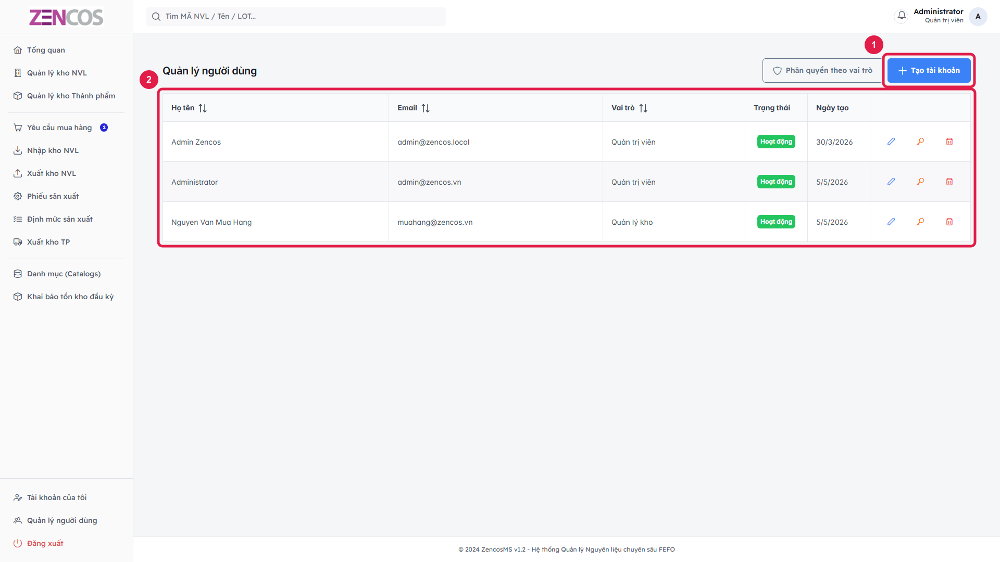 ZENCOS
Tìm MÃ NVL / Tên / LOT...
Administrator
Quản trị viên
A
Tổng quan
Quản lý kho NVL
Quản lý kho Thành phẩm
Yêu cầu mua hàng 2
Nhập kho NVL
Xuất kho NVL
Phiếu sản xuất
Định mức sản xuất
Xuất kho TP
Danh mục (Catalogs)
Khai báo tồn kho đầu kỳ
Tài khoản của tôi
Quản lý người dùng
Đăng xuất
1
2
Quản lý người dùng
Phân quyền theo vai trò
Tạo tài khoản
Họ tên Email Vai trò Trạng thái Ngày tạo
Admin Zencos admin@zencos.local Quản trị viên Hoạt động 30/3/2026
Administrator admin@zencos.vn Quản trị viên Hoạt động 5/5/2026
Nguyen Van Mua Hang muahang@zencos.vn Quản lý kho Hoạt động 5/5/2026
© 2024 ZencosMS v1.2 - Hệ thống Quản lý Nguyên liệu chuyên sâu FEFO